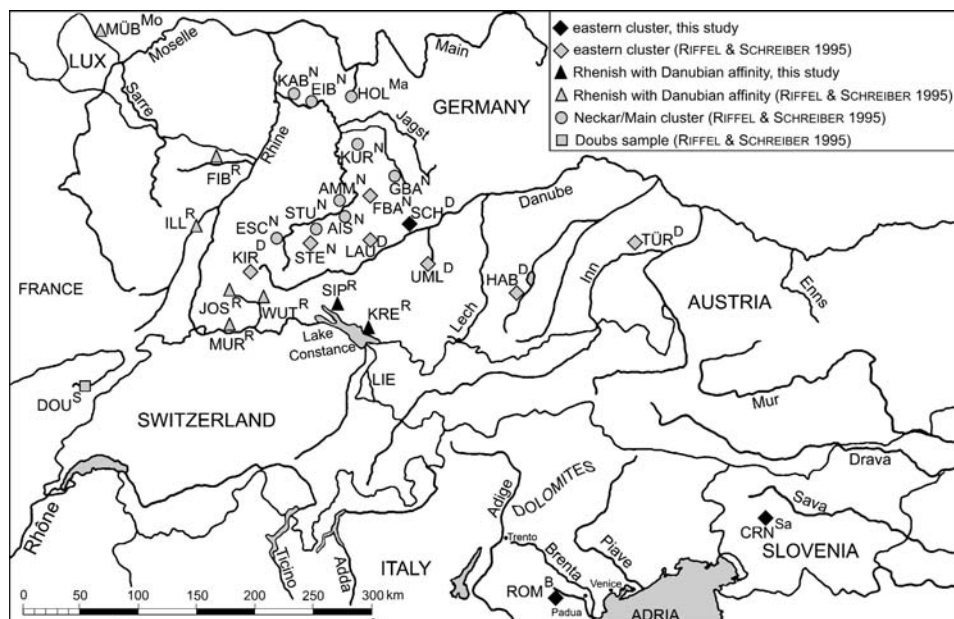 MÜB Mo
LUX
Moselle
Main
Sarre
KAB N
EIB N
HOL Ma
GERMANY
Jagst
Rhine
KÜR N
FIB R
GBA N
AMM N
FBA N
SCH D
Danube
STU N
ILL R
ESC N
AIS N
KIR D
STE N
LAU D
UML D
TÜR D
HAB D
Inn
Enns
FRANCE
SIP R
AUSTRIA
JOS R
WUT R
KRE R
Lech
MUR R
Lake
Constance
LIE
DOU S
SWITZERLAND
Mur
Drava
DOLOMITES
Adige
Sava
Rhône
CRN Sa
Trento
Piave
SLOVENIA
Ticino
Adda
ITALY
Brenta
Venice
ROM B
Padua
ADRIA
0 50 100 150 200 250 300 km
eastern cluster, this study
eastern cluster (RIFFEL & SCHREIBER 1995)
Rhenish with Danubian affinity, this study
Rhenish with Danubian affinity (RIFFEL & SCHREIBER 1995)
Neckar/Main cluster (RIFFEL & SCHREIBER 1995)
Doubs sample (RIFFEL & SCHREIBER 1995)